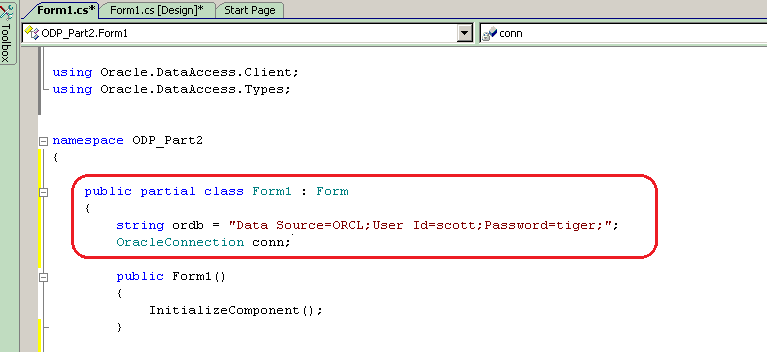 Form1.cs* Form1.cs [Design]* Start Page
Toolbox
ODP_Part2.Form1 conn
using Oracle.DataAccess.Client;
using Oracle.DataAccess.Types;
namespace ODP_Part2
{
public partial class Form1 : Form
{
string ordb = "Data Source=ORCL;User Id=scott;Password=tiger;";
OracleConnection conn;
public Form1()
{
InitializeComponent();
}